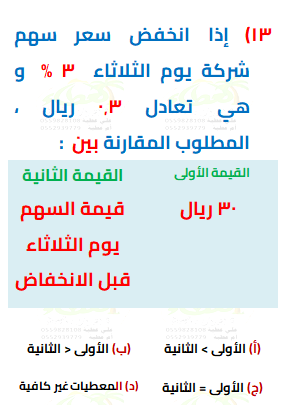 ١٣) إذا انخفض سعر سهم
شركة يوم الثلاثاء ٣ % و
هي تعادل ٠,٣ ريال ،
المطلوب المقارنة بين :
القيمة الأولى
القيمة الثانية
٣٠ ريال
قيمة السهم
يوم الثلاثاء
قبل الانخفاض
(أ) الأولى > الثانية
(ب) الأولى < الثانية
(ج) الأولى = الثانية
(د) المعطيات غير كافية